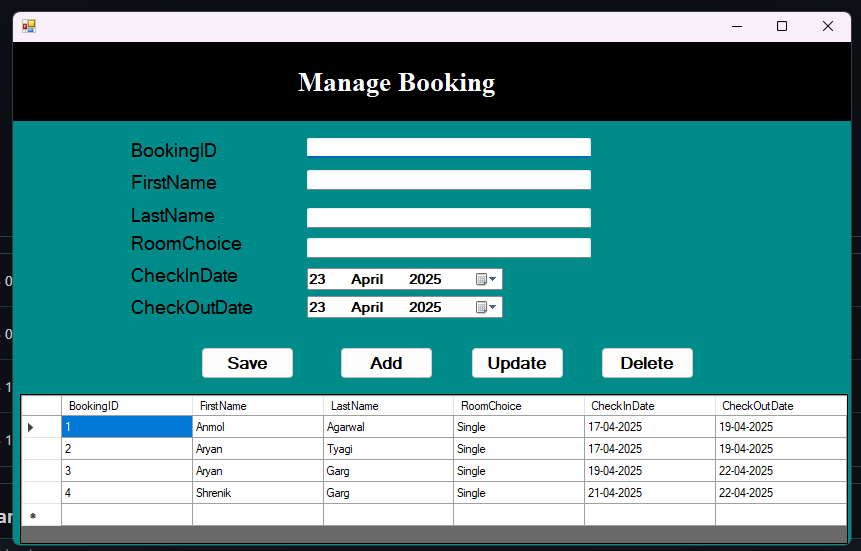 Manage Booking
BookingID
FirstName
LastName
RoomChoice
CheckInDate 23 April 2025
CheckOutDate 23 April 2025
Save Add Update Delete
BookingID FirstName LastName RoomChoice CheckInDate CheckOutDate
1 Anmol Agarwal Single 17-04-2025 19-04-2025
2 Aryan Tyagi Single 17-04-2025 19-04-2025
3 Aryan Garg Single 19-04-2025 22-04-2025
4 Shrenik Garg Single 21-04-2025 22-04-2025